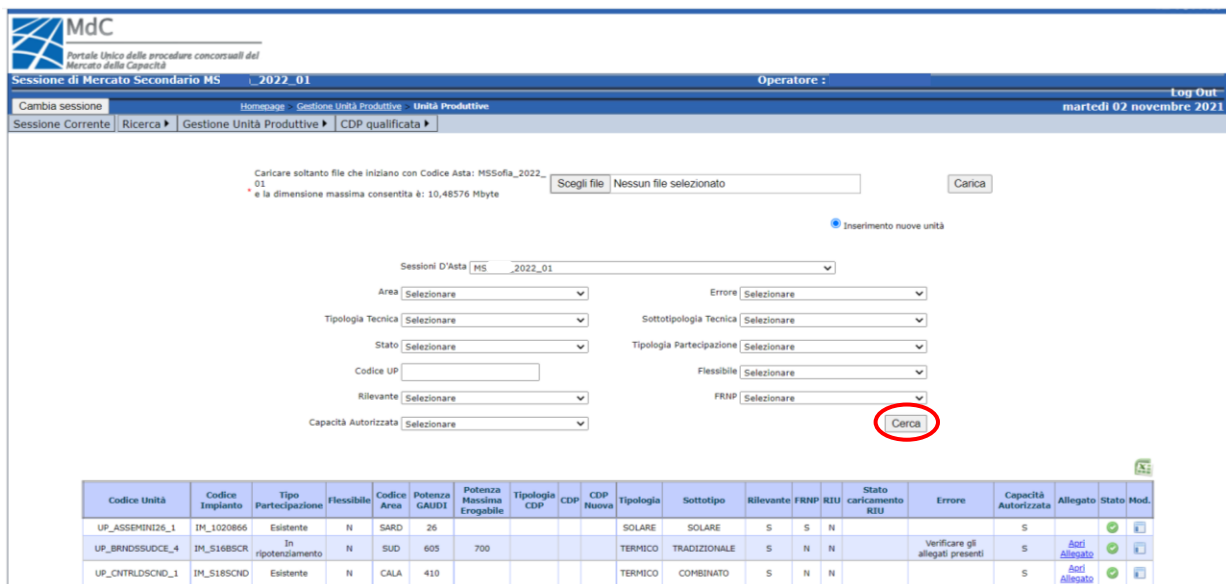 MdC
Portale Unico delle procedure concorsuali del
Mercato della Capacità
Sessione di Mercato Secondario MS _2022_01 Operatore :
Log Out
Cambia sessione Homepage > Gestione Unità Produttive > Unità Produttive martedì 02 novembre 2021
Sessione Corrente Ricerca Gestione Unità Produttive CDP qualificata
Caricare soltanto file che iniziano con Codice Asta: MSSofia_2022_
01
* e la dimensione massima consentita è: 10,48576 Mbyte
Scegli file Nessun file selezionato Carica
Inserimento nuove unità
Sessioni D'Asta MS _2022_01
Area Selezionare Errore Selezionare
Tipologia Tecnica Selezionare Sottotipologia Tecnica Selezionare
Stato Selezionare Tipologia Partecipazione Selezionare
Codice UP Flessibile Selezionare
Rilevante Selezionare FRNP Selezionare
Capacità Autorizzata Selezionare Cerca
Codice Unità Codice Impianto Tipo Partecipazione Flessibile Codice Area Potenza GAUDI Potenza Massima Erogabile Tipologia CDP CDP CDP Nuova Tipologia Sottotipo Rilevante FRNP RIU Stato caricamento RIU Errore Capacità Autorizzata Allegato Stato Mod.
UP_ASSEMINI26_1 IM_1020866 Esistente N SARD 26 SOLARE SOLARE S S N S
UP_BRNDSSUDCE_4 IM_S16BSCR In ripotenziamento N SUD 605 700 TERMICO TRADIZIONALE S N N Verificare gli allegati presenti S Apri Allegato
UP_CNTRLDSCND_1 IM_S18SCND Esistente N CALA 410 TERMICO COMBINATO S N N S Apri Allegato